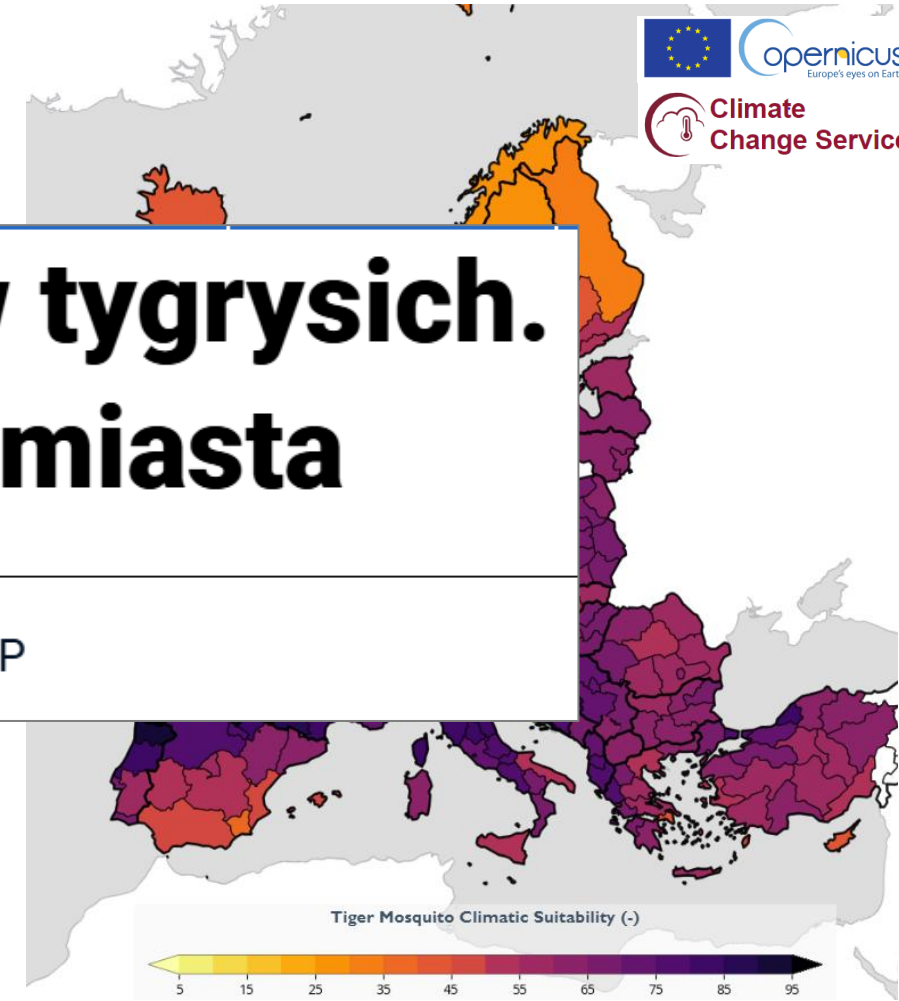 opernicus
Europe's eyes on Eart
Climate
Change Service
tygrysich.
miasta
P
Tiger Mosquito Climatic Suitability (-)
5 15 25 35 45 55 65 75 85 95